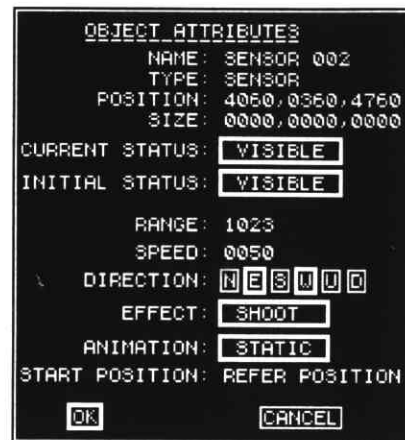 OBJECT ATTRIBUTES
NAME: SENSOR 002
TYPE: SENSOR
POSITION: 4060,0360,4760
SIZE: 0000,0000,0000
CURRENT STATUS: VISIBLE
INITIAL STATUS: VISIBLE
RANGE: 1023
SPEED: 0050
DIRECTION: N E S W U D
EFFECT: SHOOT
ANIMATION: STATIC
START POSITION: REFER POSITION
OK CANCEL